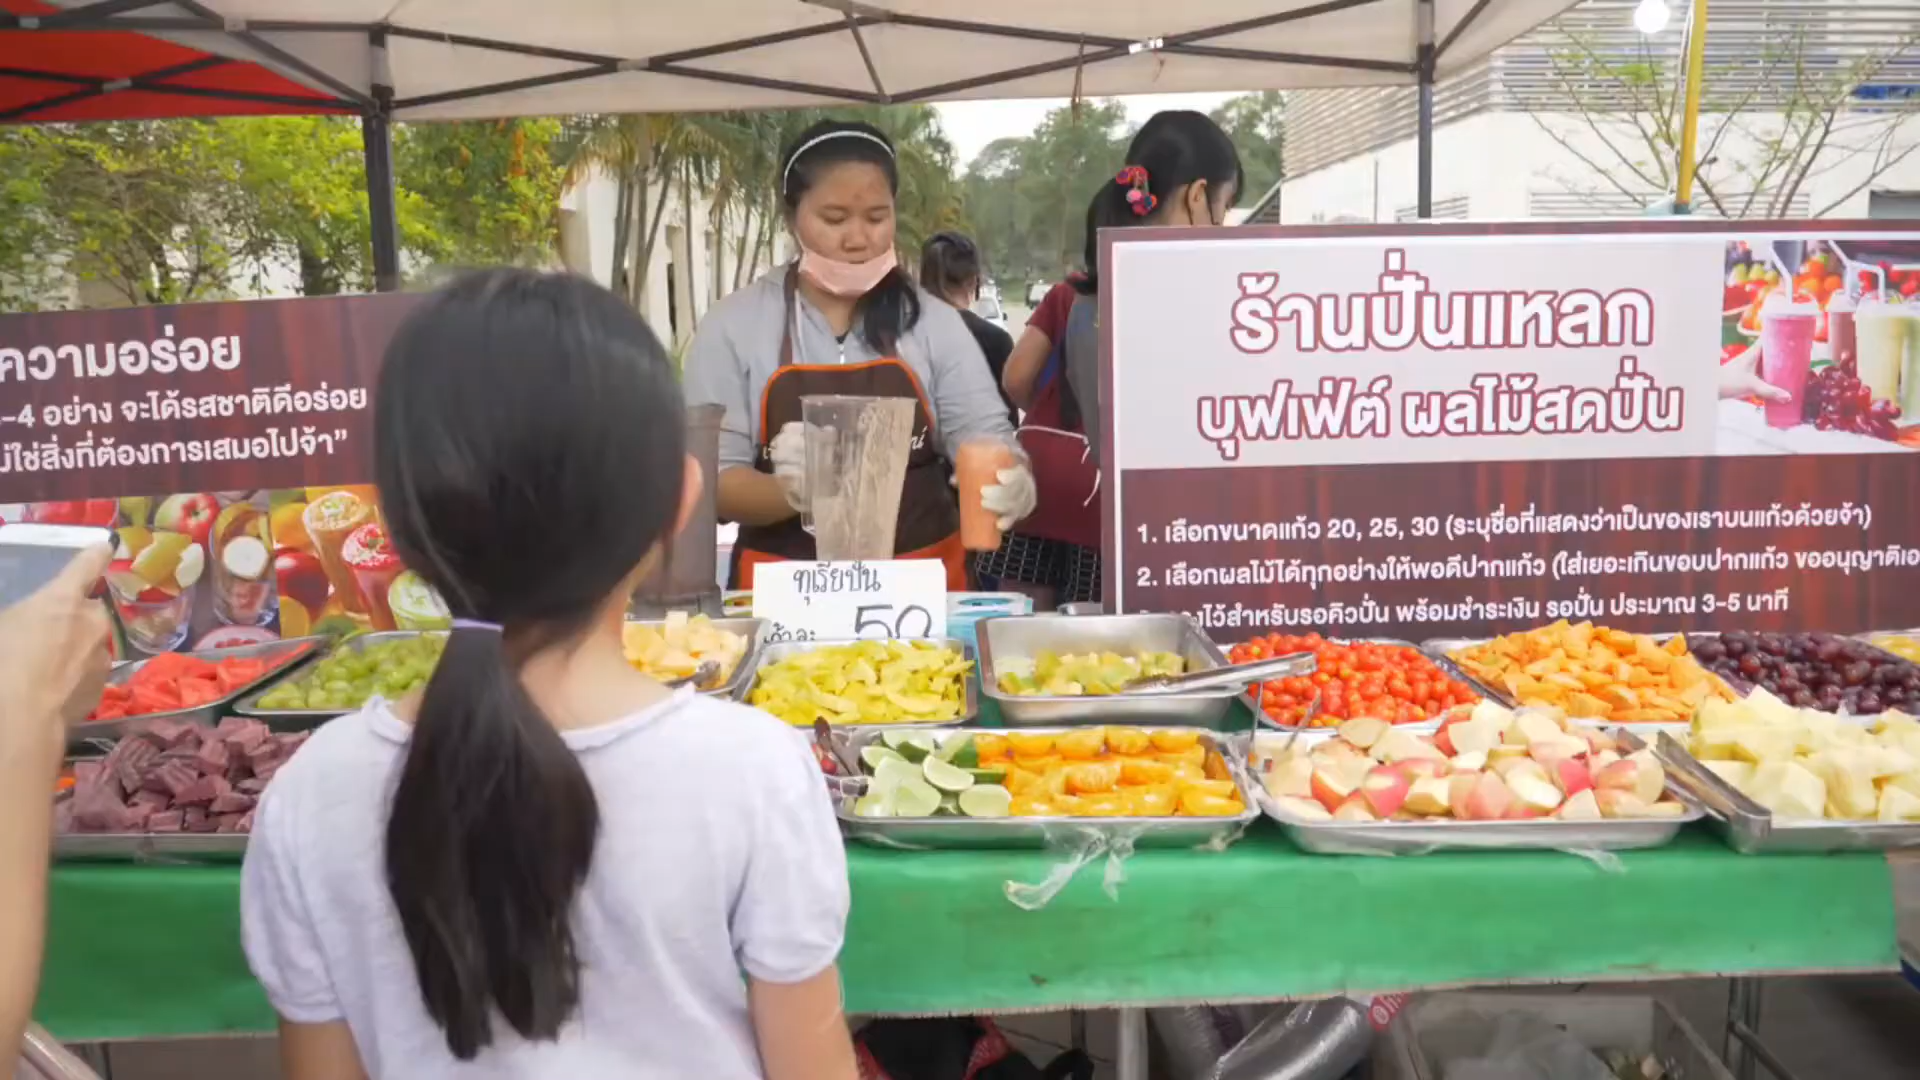 ความอร่อย
-4 อย่าง จะได้รสชาติดีอร่อย
ม่ใช่สิ่งที่ต้องการเสมอไปจ้า”
ร้านปั่นแหลก
บุฟเฟ่ต์ ผลไม้สดปั่น
1. เลือกขนาดแก้ว 20, 25, 30 (ระบุชื่อที่แสดงว่าเป็นของเราบนแก้วด้วยจ้า)
2. เลือกผลไม้ได้ทุกอย่างให้พอดีปากแก้ว (ใส่เยอะเกินขอบปากแก้ว ขออนุญาติเอ
ไว้สำหรับรอคิวปั่น พร้อมชำระเงิน รอปั่น ประมาณ 3-5 นาที
ทุเรียปั่น
แก้วละ 50